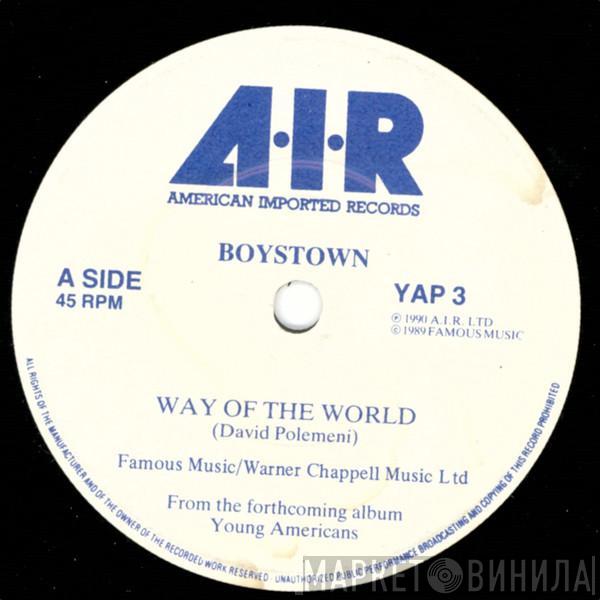 A·I·R
AMERICAN IMPORTED RECORDS
BOYSTOWN
A SIDE
45 RPM
YAP 3
℗ 1990 A.I.R. LTD
© 1989 FAMOUS MUSIC
WAY OF THE WORLD
(David Polemeni)
Famous Music/Warner Chappell Music Ltd
From the forthcoming album
Young Americans
ALL RIGHTS OF THE MANUFACTURER AND OF THE OWNER OF THE RECORDED WORK RESERVED · UNAUTHORIZED PUBLIC PERFORMANCE BROADCASTING AND COPYING OF THIS RECORD PROHIBITED
МАРКЕТ ВИНИЛА